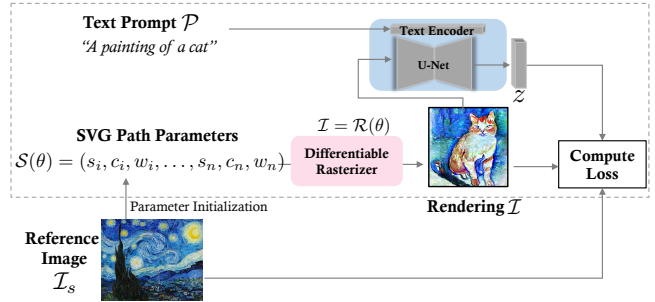 Text Prompt 𝒫
"A painting of a cat"
Text Encoder
U-Net
z
SVG Path Parameters
𝒮(θ) = (s_i, c_i, w_i, . . . , s_n, c_n, w_n)
ℐ = ℛ(θ)
Differentiable
Rasterizer
Rendering ℐ
Compute
Loss
Parameter Initialization
Reference
Image
ℐ_s